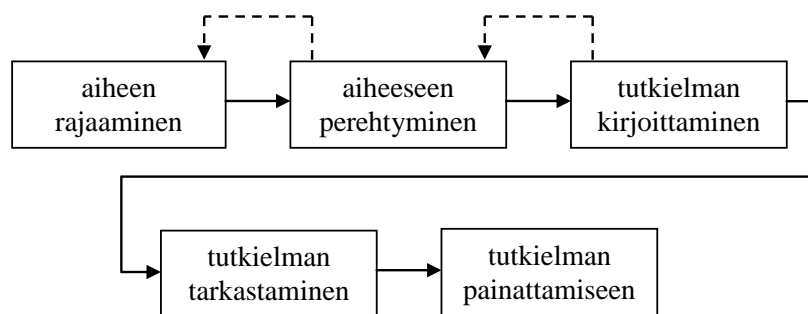 aiheen
rajaaminen
aiheeseen
perehtyminen
tutkielman
kirjoittaminen
tutkielman
tarkastaminen
tutkielman
painattamiseen